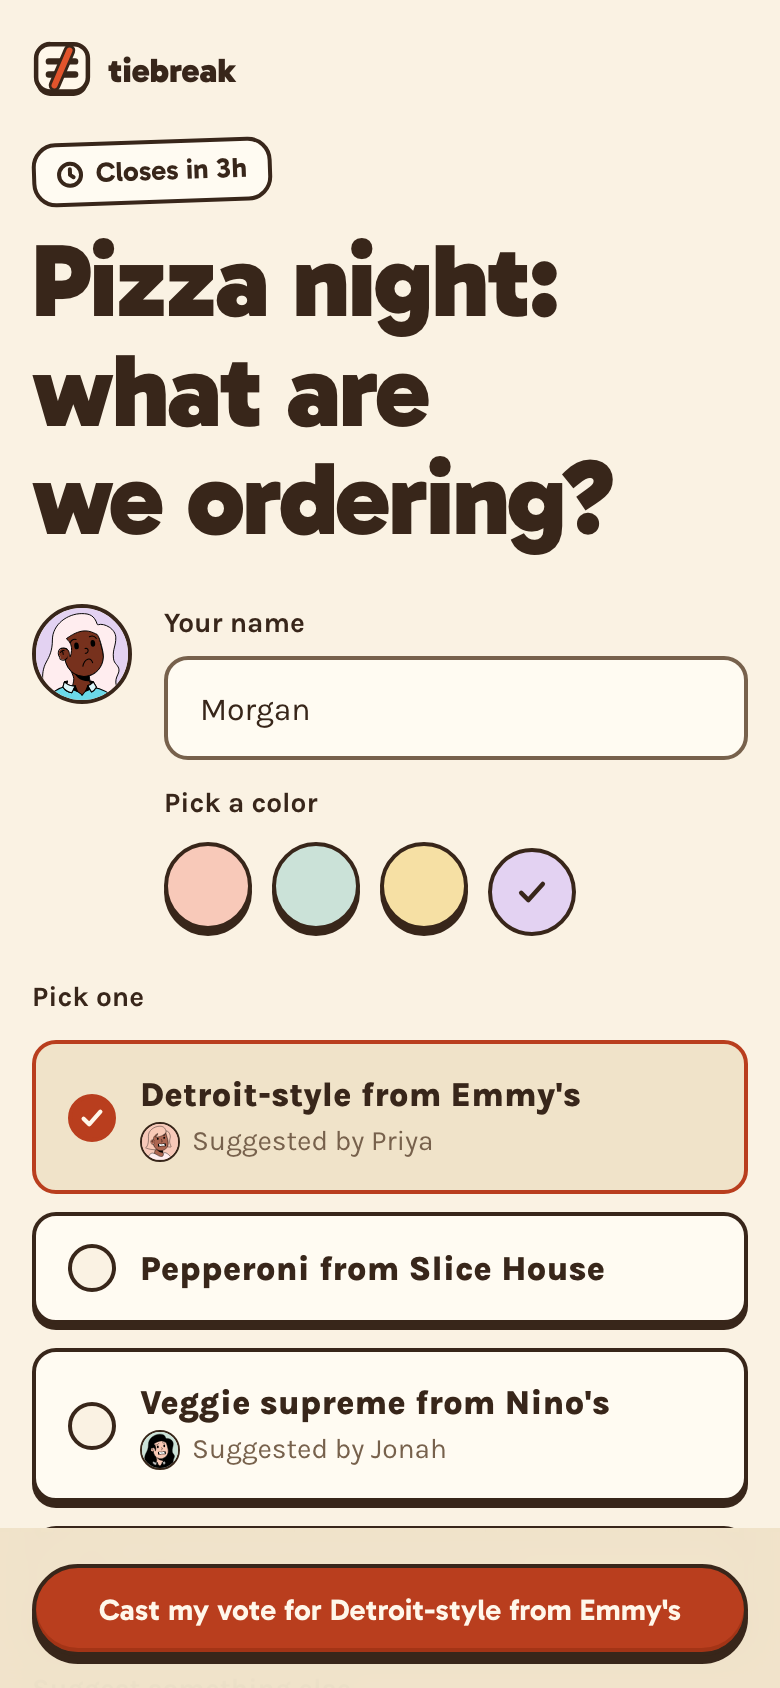 tiebreak
Closes in 3h
Pizza night:
what are
we ordering?
Your name
Morgan
Pick a color
Pick one
Detroit-style from Emmy's
Suggested by Priya
Pepperoni from Slice House
Veggie supreme from Nino's
Suggested by Jonah
Cast my vote for Detroit-style from Emmy's